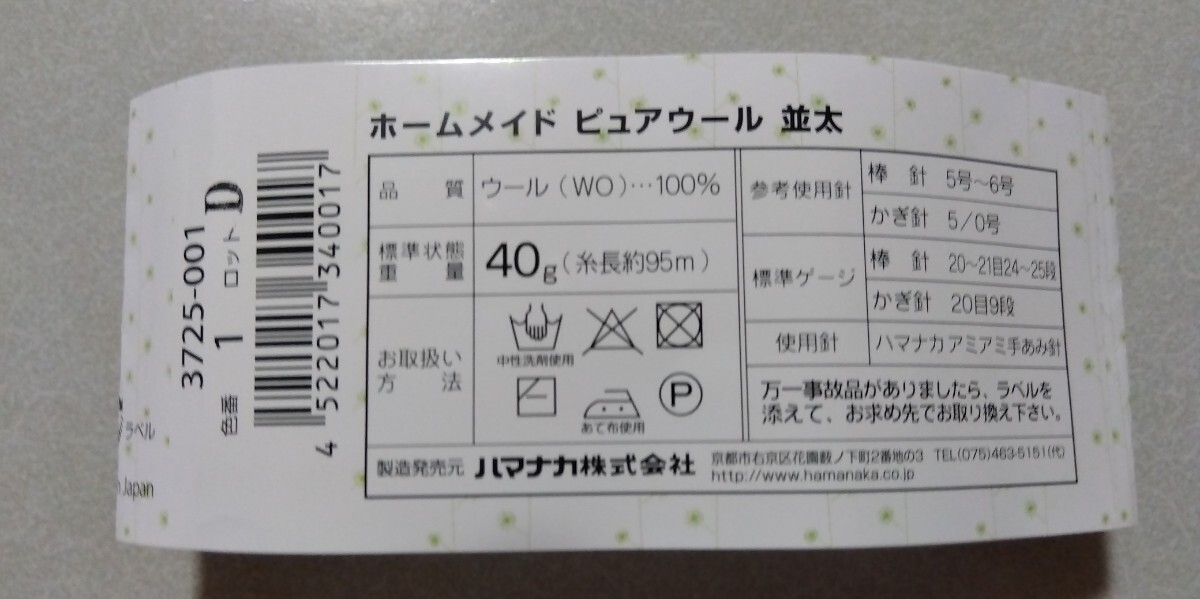 ホームメイド ピュアウール 並太
品質 ウール(WO)…100%
標準状態重量 40g(糸長約95m)
お取扱い方法
中性洗剤使用
あて布使用
P
参考使用針 棒針 5号〜6号
かぎ針 5/0号
標準ゲージ 棒針 20〜21目24〜25段
かぎ針 20目9段
使用針 ハマナカアミアミ手あみ針
万一事故品がありましたら、ラベルを
添えて、お求め先でお取り換え下さい。
製造発売元 ハマナカ株式会社
京都市右京区花園薮ノ下町2番地の3 TEL(075)463-5151(代)
http://www.hamanaka.co.jp
3725-001
色番 1 ロット D
4522017340017
ラベル
Japan